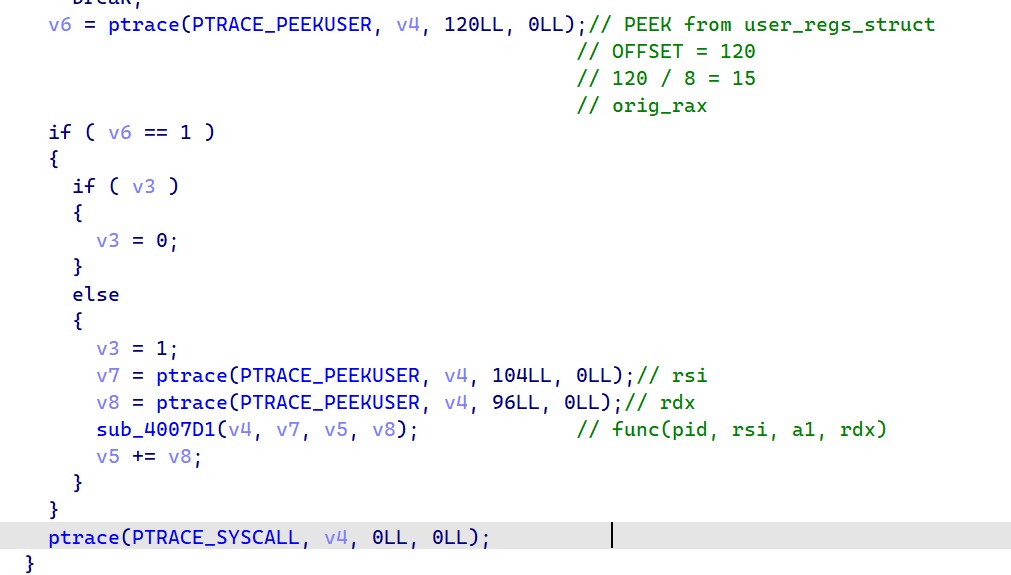 break;
v6 = ptrace(PTRACE_PEEKUSER, v4, 120LL, 0LL);// PEEK from user_regs_struct
// OFFSET = 120
// 120 / 8 = 15
// orig_rax
if ( v6 == 1 )
{
if ( v3 )
{
v3 = 0;
}
else
{
v3 = 1;
v7 = ptrace(PTRACE_PEEKUSER, v4, 104LL, 0LL);// rsi
v8 = ptrace(PTRACE_PEEKUSER, v4, 96LL, 0LL);// rdx
sub_4007D1(v4, v7, v5, v8); // func(pid, rsi, a1, rdx)
v5 += v8;
}
}
ptrace(PTRACE_SYSCALL, v4, 0LL, 0LL);
}